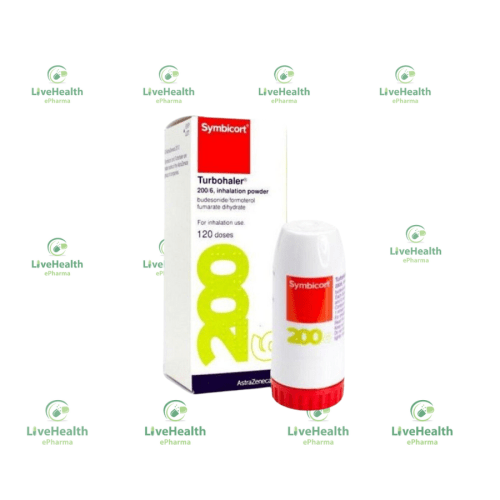 LiveHealth
ePharma
LiveHealth
ePharma
LiveHealth
ePharma
LiveHealth
ePharma
Symbicort®
Turbohaler®
200/6, inhalation powder
budesonide/formoterol
fumarate dihydrate
For inhalation use.
120 doses
200
AstraZeneca
LiveHealth
ePharma
LiveHealth
ePharma
LiveHealth
ePharma
Symbicort®
200
LiveHealth
ePharma
LiveHealth
ePharma
LiveHealth
ePharma
LiveHealth
ePharma